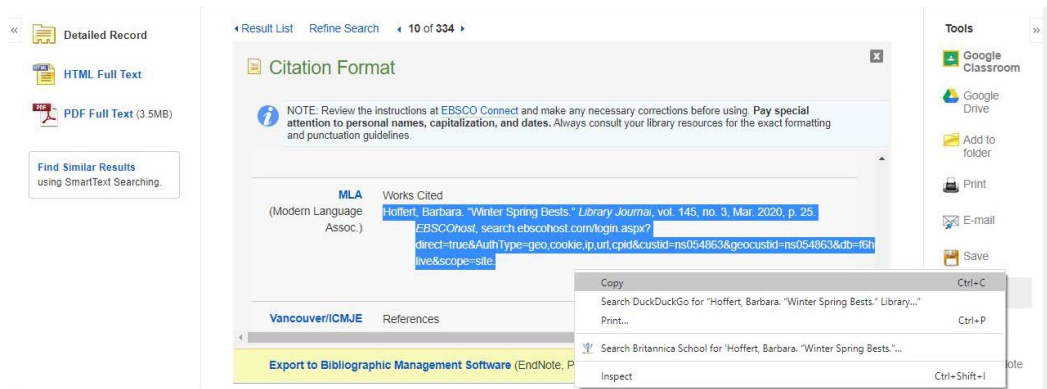 «
Detailed Record
HTML Full Text
PDF Full Text (3.5MB)
Find Similar Results
using SmartText Searching.
Result List Refine Search 10 of 334
Citation Format
NOTE: Review the instructions at EBSCO Connect and make any necessary corrections before using. Pay special
attention to personal names, capitalization, and dates. Always consult your library resources for the exact formatting
and punctuation guidelines.
MLA
(Modern Language
Assoc.)
Works Cited
Hoffert, Barbara. "Winter Spring Bests." Library Journal, vol. 145, no. 3, Mar. 2020, p. 25.
EBSCOhost, search.ebscohost.com/login.aspx?
direct=true&AuthType=geo,cookie,ip,url,cpid&custid=ns054863&geocustid=ns054863&db=f6h
live&scope=site.
Vancouver/ICMJE References
Export to Bibliographic Management Software (EndNote, P
Copy Ctrl+C
Search DuckDuckGo for "Hoffert, Barbara. "Winter Spring Bests." Library..."
Print... Ctrl+P
Search Britannica School for 'Hoffert, Barbara. "Winter Spring Bests."...
Inspect Ctrl+Shift+I
Tools
»
Google
Classroom
Google
Drive
Add to
folder
Print
E-mail
Save